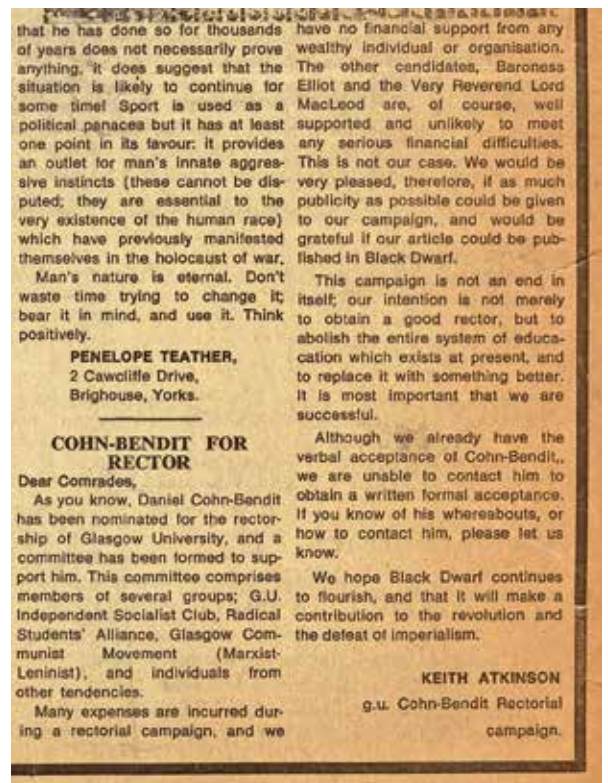 that he has done so for thousands
of years does not necessarily prove
anything, it does suggest that the
situation is likely to continue for
some time! Sport is used as a
political panacea but it has at least
one point in its favour: it provides
an outlet for man's innate aggres-
sive instincts (these cannot be dis-
puted; they are essential to the
very existence of the human race)
which have previously manifested
themselves in the holocaust of war.
Man's nature is eternal. Don't
waste time trying to change it;
bear it in mind, and use it. Think
positively.
PENELOPE TEATHER,
2 Cawcliffe Drive,
Brighouse, Yorks.
COHN-BENDIT FOR
RECTOR
Dear Comrades,
As you know, Daniel Cohn-Bendit
has been nominated for the rector-
ship of Glasgow University, and a
committee has been formed to sup-
port him. This committee comprises
members of several groups; G.U.
Independent Socialist Club, Radical
Students' Alliance, Glasgow Com-
munist Movement (Marxist-
Leninist), and individuals from
other tendencies.
Many expenses are incurred dur-
ing a rectorial campaign, and we
have no financial support from any
wealthy individual or organisation.
The other candidates, Baroness
Elliot and the Very Reverend Lord
MacLeod are, of course, well
supported and unlikely to meet
any serious financial difficulties.
This is not our case. We would be
very pleased, therefore, if as much
publicity as possible could be given
to our campaign, and would be
grateful if our article could be pub-
lished in Black Dwarf.
This campaign is not an end in
itself; our intention is not merely
to obtain a good rector, but to
abolish the entire system of educa-
cation which exists at present, and
to replace it with something better.
It is most important that we are
successful.
Although we already have the
verbal acceptance of Cohn-Bendit,,
we are unable to contact him to
obtain a written formal acceptance.
If you know of his whereabouts, or
how to contact him, please let us
know.
We hope Black Dwarf continues
to flourish, and that it will make a
contribution to the revolution and
the defeat of imperialism.
KEITH ATKINSON
g.u. Cohn-Bendit Rectorial
campaign.